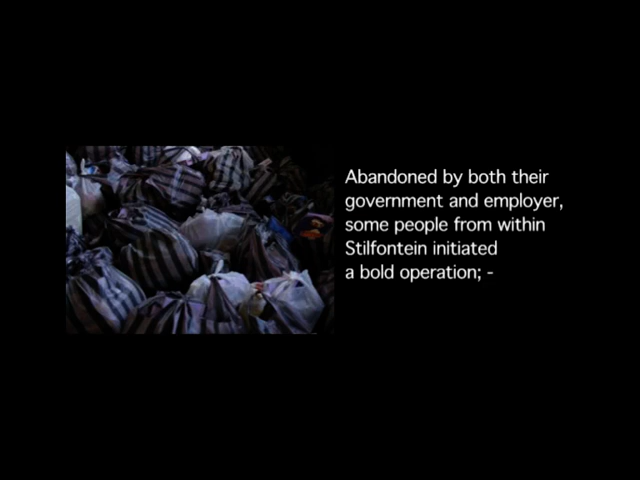 Abandoned by both their
government and employer,
some people from within
Stilfontein initiated
a bold operation; -